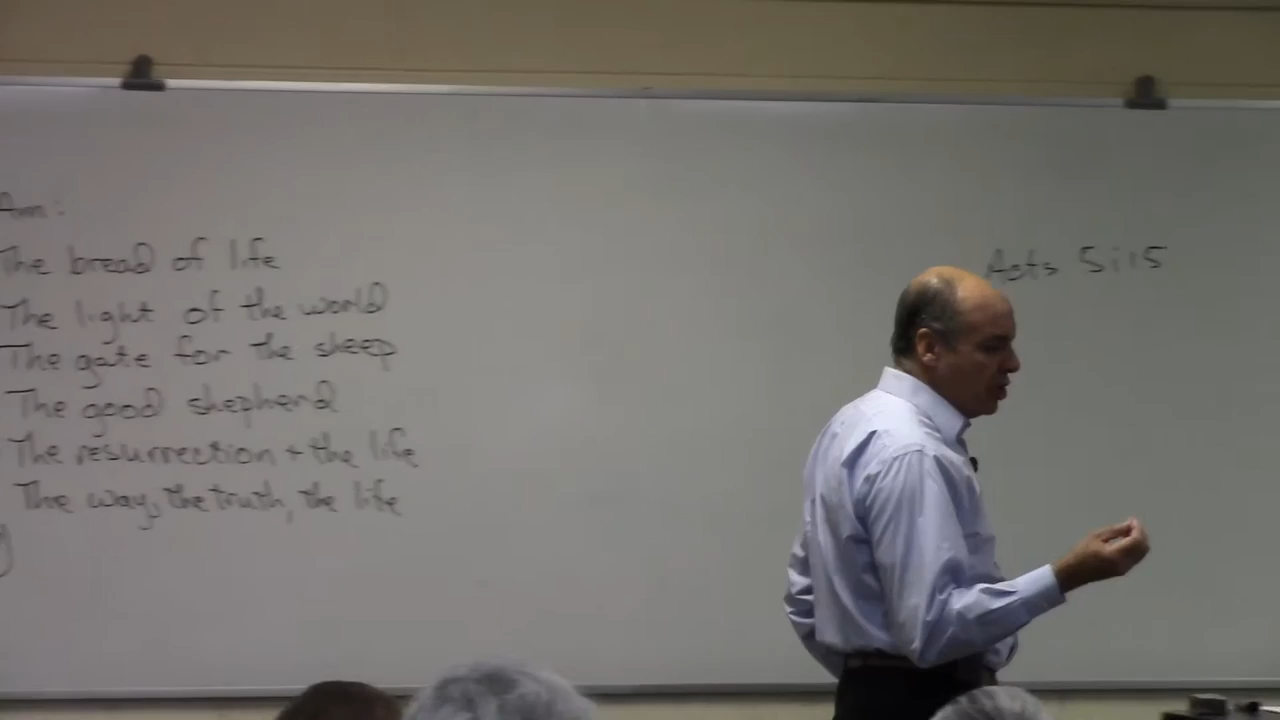 Am:
The bread of life
The light of the world
The gate for the sheep
The good shepherd
The resurrection + the life
The way, the truth, the life
Acts 5:15